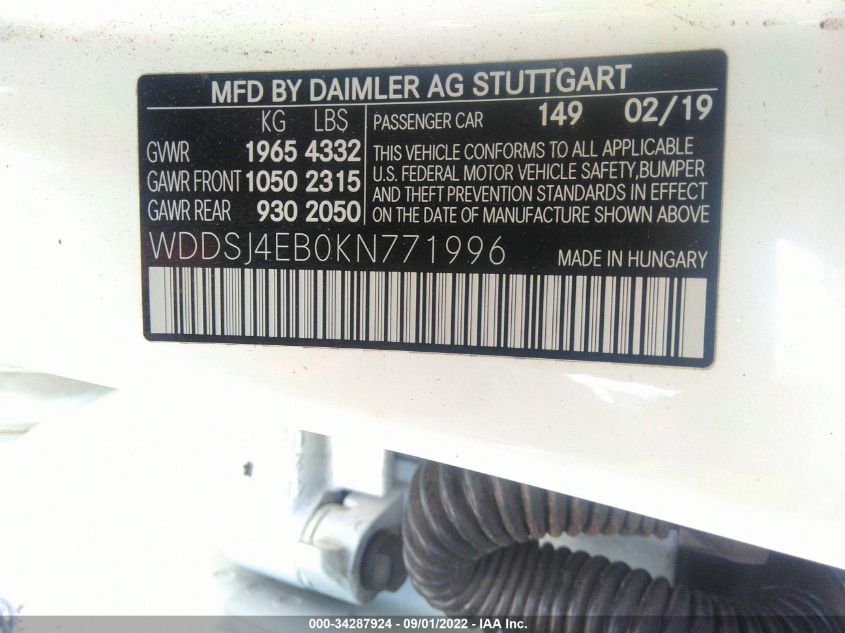 MFD BY DAIMLER AG STUTTGART
KG LBS
GVWR 1965 4332
GAWR FRONT 1050 2315
GAWR REAR 930 2050
PASSENGER CAR 149 02/19
THIS VEHICLE CONFORMS TO ALL APPLICABLE
U.S. FEDERAL MOTOR VEHICLE SAFETY,BUMPER
AND THEFT PREVENTION STANDARDS IN EFFECT
ON THE DATE OF MANUFACTURE SHOWN ABOVE
WDDSJ4EB0KN771996 MADE IN HUNGARY
000-34287924 - 09/01/2022 - IAA Inc.